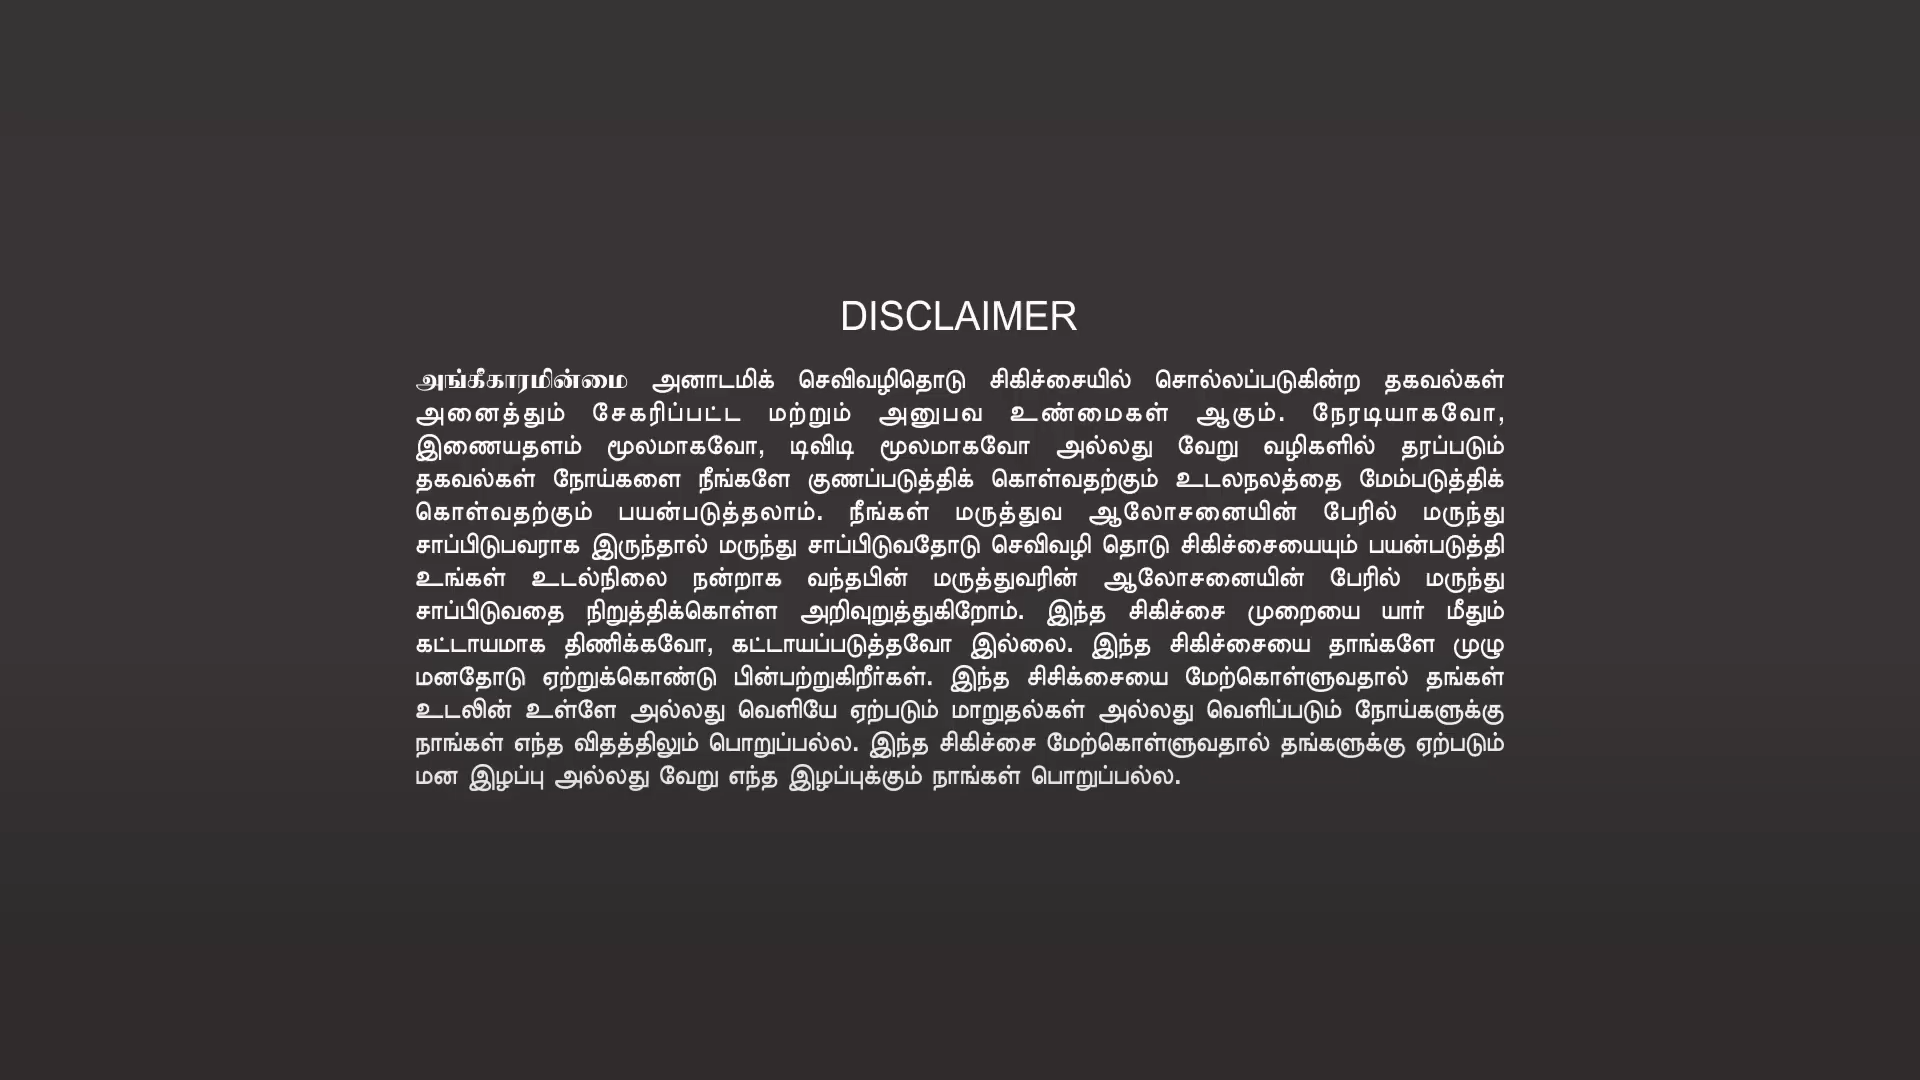 DISCLAIMER
அங்கீகாரமின்மை அனாடமிக் செவிவழிதொடு சிகிச்சையில் சொல்லப்படுகின்ற தகவல்கள்
அனைத்தும் சேகரிப்பட்ட மற்றும் அனுபவ உண்மைகள் ஆகும். நேரடியாகவோ,
இணையதளம் மூலமாகவோ, டிவிடி மூலமாகவோ அல்லது வேறு வழிகளில் தரப்படும்
தகவல்கள் நோய்களை நீங்களே குணப்படுத்திக் கொள்வதற்கும் உடலநலத்தை மேம்படுத்திக்
கொள்வதற்கும் பயன்படுத்தலாம். நீங்கள் மருத்துவ ஆலோசனையின் பேரில் மருந்து
சாப்பிடுபவராக இருந்தால் மருந்து சாப்பிடுவதோடு செவிவழி தொடு சிகிச்சையையும் பயன்படுத்தி
உங்கள் உடல்நிலை நன்றாக வந்தபின் மருத்துவரின் ஆலோசனையின் பேரில் மருந்து
சாப்பிடுவதை நிறுத்திக்கொள்ள அறிவுறுத்துகிறோம். இந்த சிகிச்சை முறையை யார் மீதும்
கட்டாயமாக திணிக்கவோ, கட்டாயப்படுத்தவோ இல்லை. இந்த சிகிச்சையை தாங்களே முழு
மனதோடு ஏற்றுக்கொண்டு பின்பற்றுகிறீர்கள். இந்த சிசிக்சையை மேற்கொள்ளுவதால் தங்கள்
உடலின் உள்ளே அல்லது வெளியே ஏற்படும் மாறுதல்கள் அல்லது வெளிப்படும் நோய்களுக்கு
நாங்கள் எந்த விதத்திலும் பொறுப்பல்ல. இந்த சிகிச்சை மேற்கொள்ளுவதால் தங்களுக்கு ஏற்படும்
மன இழப்பு அல்லது வேறு எந்த இழப்புக்கும் நாங்கள் பொறுப்பல்ல.